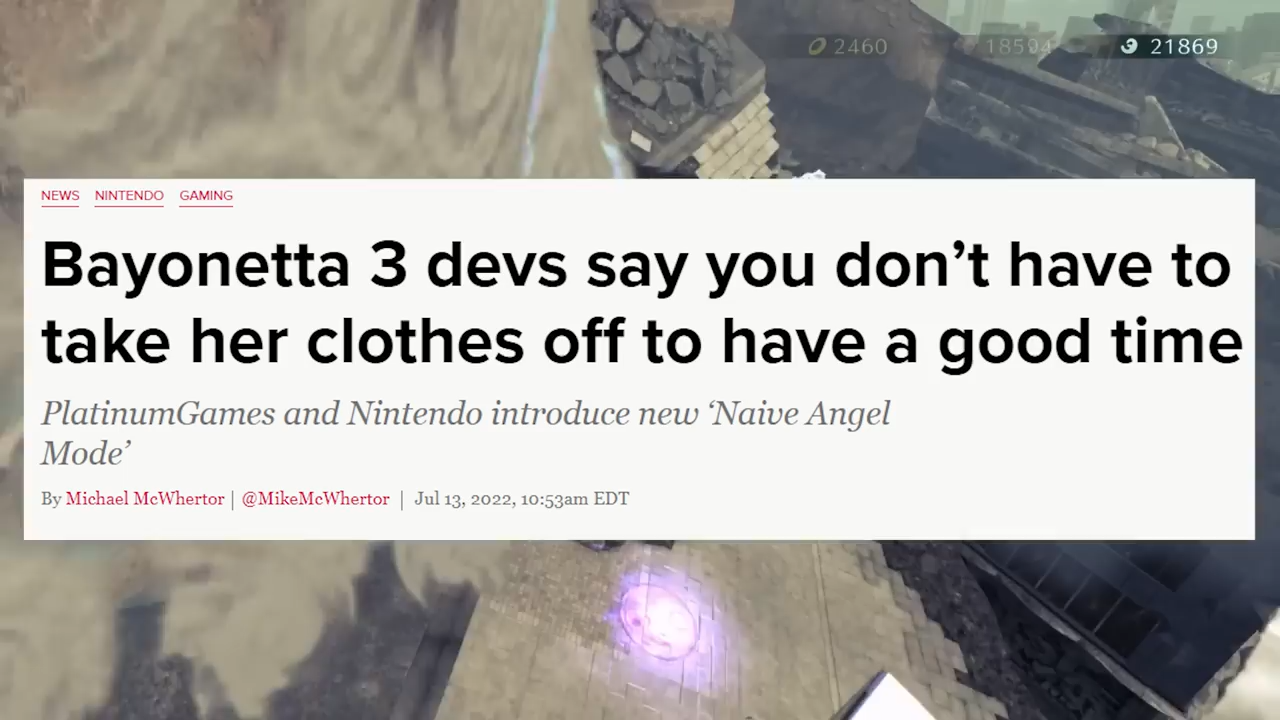 2460 18594 21869
NEWS NINTENDO GAMING
Bayonetta 3 devs say you don’t have to
take her clothes off to have a good time
PlatinumGames and Nintendo introduce new ‘Naive Angel
Mode’
By Michael McWhertor | @MikeMcWhertor | Jul 13, 2022, 10:53am EDT